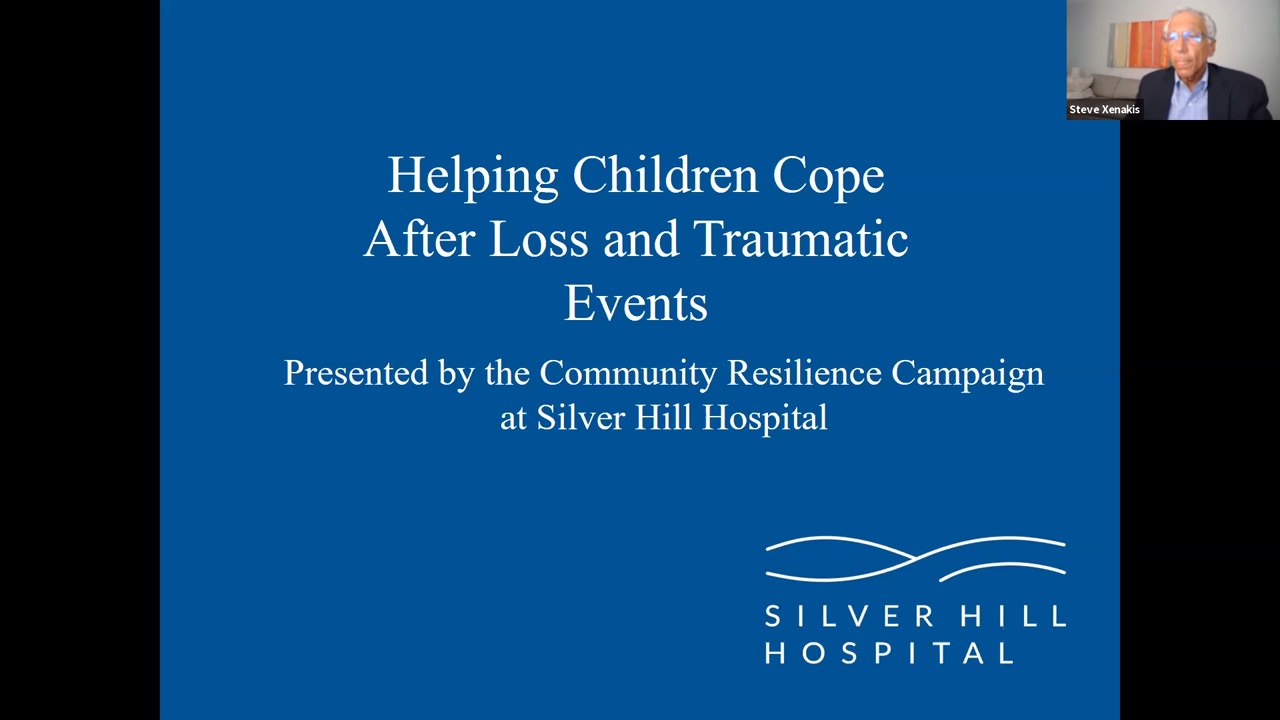 Steve Xenakis
Helping Children Cope
After Loss and Traumatic
Events
Presented by the Community Resilience Campaign
at Silver Hill Hospital
SILVER HILL
HOSPITAL